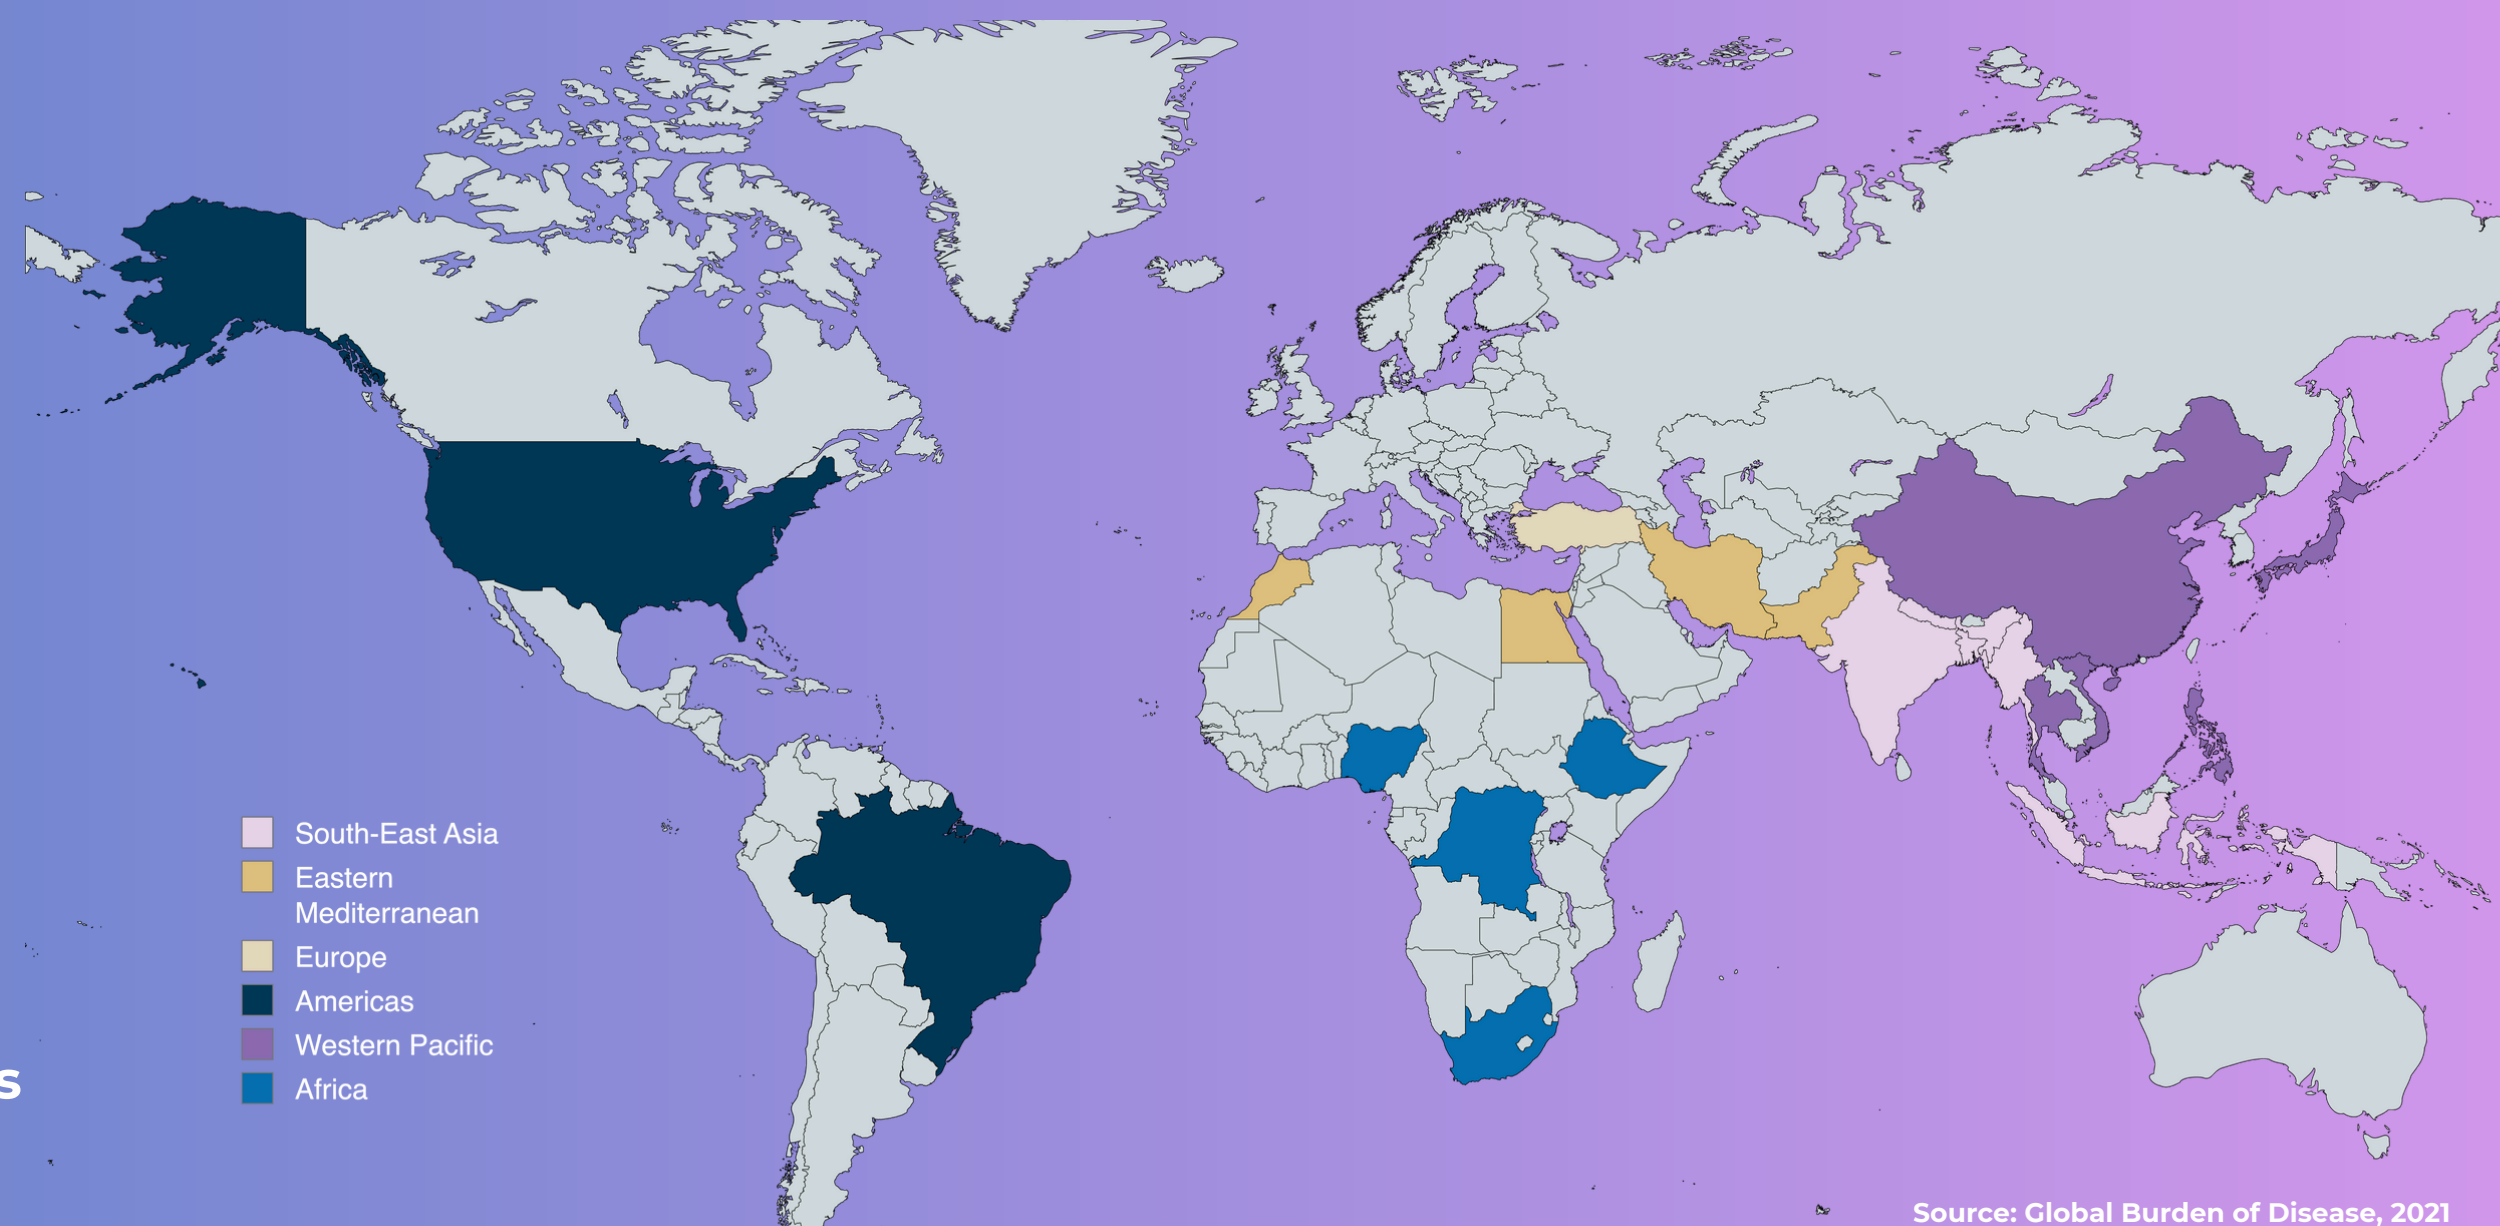 South-East Asia
Eastern
Mediterranean
Europe
Americas
Western Pacific
Africa
s
Source: Global Burden of Disease, 2021